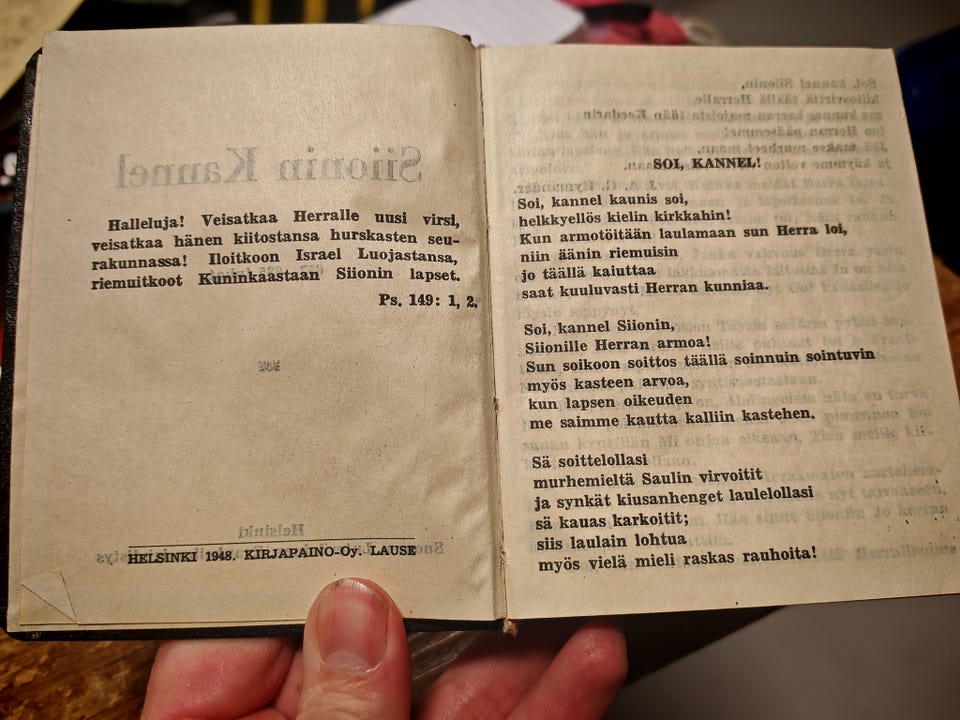 Siionin Kannel
Halleluja! Veisatkaa Herralle uusi virsi,
veisatkaa hänen kiitostansa hurskasten seu-
rakunnassa! Iloitkoon Israel Luojastansa,
riemuitkoot Kuninkaastaan Siionin lapset.
Ps. 149: 1, 2.
Helsinki
HELSINKI 1948. KIRJAPAINO-Oy. LAUSE
SOI, KANNEL!
Soi, kannel kaunis soi,
helkkyellös kielin kirkkahin!
Kun armotöitään laulamaan sun Herra loi,
niin äänin riemuisin
jo täällä kaiuttaa
saat kuuluvasti Herran kunniaa.
Soi, kannel Siionin,
Siionille Herran armoa!
Sun soikoon soittos täällä soinnuin sointuvin
myös kasteen arvoa,
kun lapsen oikeuden
me saimme kautta kalliin kastehen.
Sä soittelollasi
murhemieltä Saulin virvoitit
ja synkät kiusanhenget laulelollasi
sä kauas karkoitit;
siis laulain lohtua
myös vielä mieli raskas rauhoita!